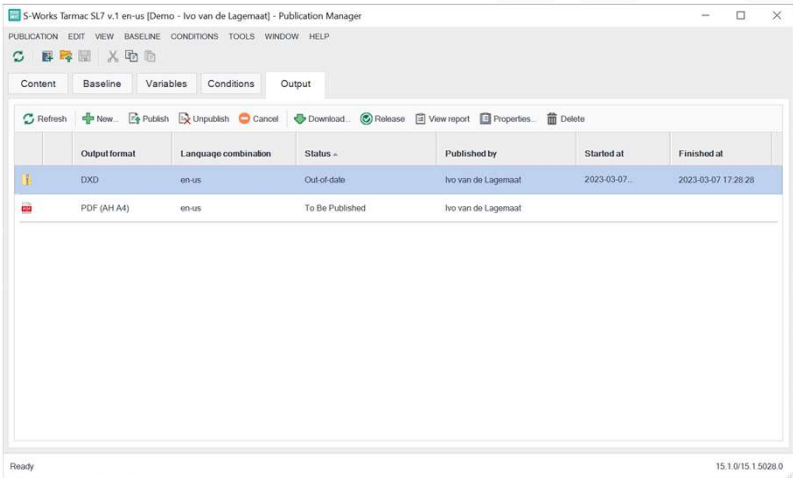 S-Works Tarmac SL7 v.1 en-us [Demo - Ivo van de Lagemaat] - Publication Manager
PUBLICATION EDIT VIEW BASELINE CONDITIONS TOOLS WINDOW HELP
Content Baseline Variables Conditions Output
Refresh New... Publish Unpublish Cancel Download... Release View report Properties... Delete
Output format Language combination Status Published by Started at Finished at
DXD en-us Out-of-date Ivo van de Lagemaat 2023-03-07... 2023-03-07 17:28:28
PDF (AH A4) en-us To Be Published Ivo van de Lagemaat
Ready 15.1.0/15.1.5028.0